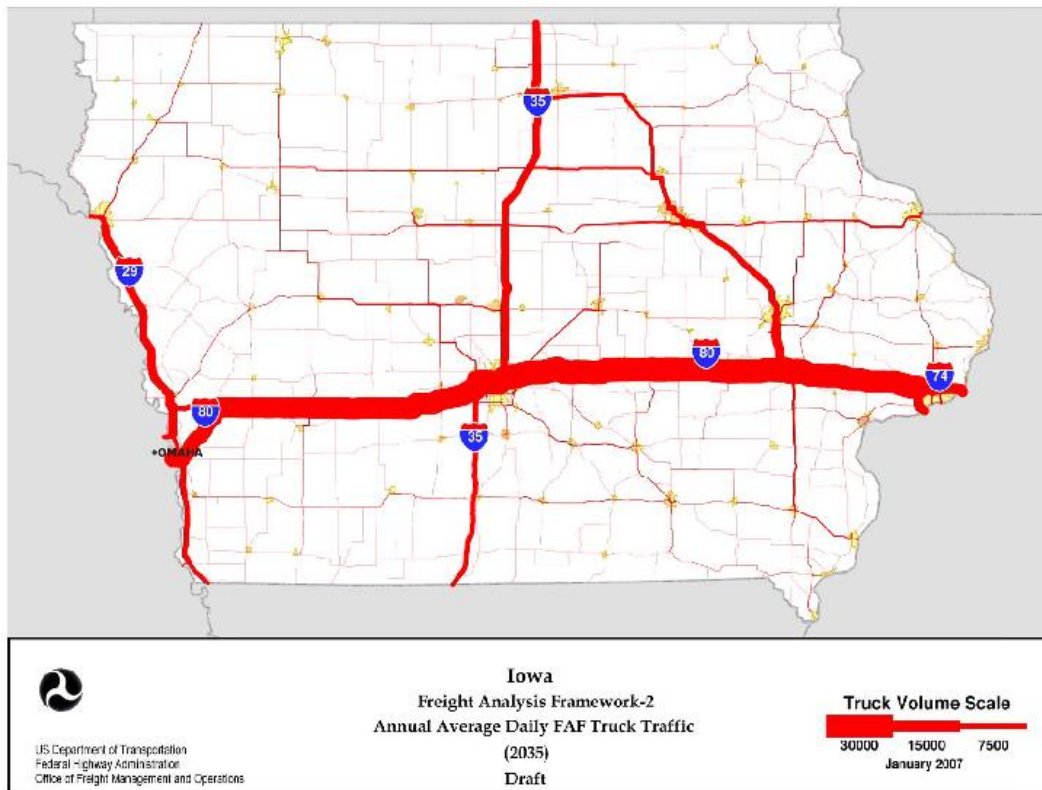 35
29
80
74
80
35
+OMAHA
Iowa
Freight Analysis Framework-2
Annual Average Daily FAF Truck Traffic
(2035)
Draft
US Department of Transportation
Federal Highway Administration
Office of Freight Management and Operations
Truck Volume Scale
30000 15000 7500
January 2007